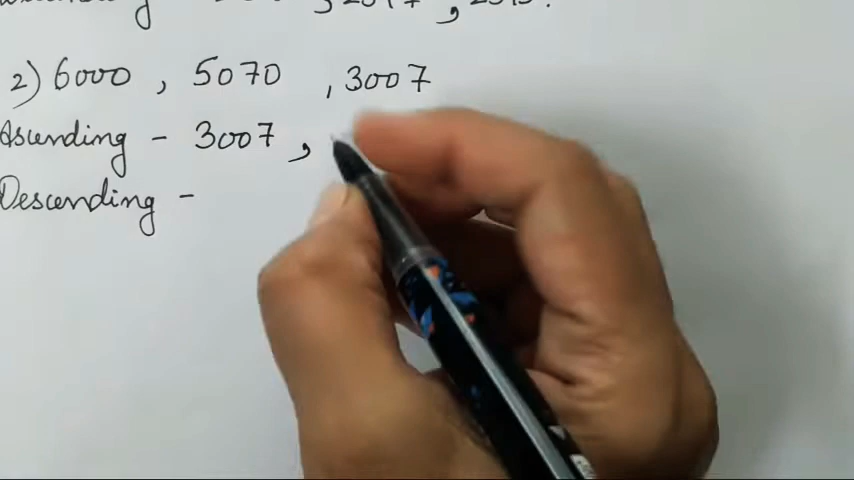 2) 6000 , 5070 , 3007
Ascending - 3007 ,
Descending -